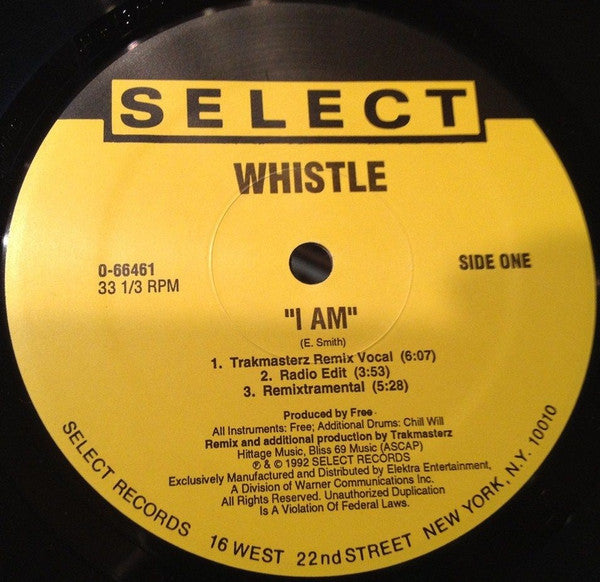 SELECT
WHISTLE
0-66461
33 1/3 RPM
SIDE ONE
"I AM"
(E. Smith)
1. Trakmasterz Remix Vocal (6:07)
2. Radio Edit (3:53)
3. Remixtramental (5:28)
Produced by Free
All Instruments: Free; Additional Drums: Chill Will
Remix and additional production by Trakmasterz
Hittage Music, Bliss 69 Music (ASCAP)
℗ & © 1992 SELECT RECORDS
Exclusively Manufactured and Distributed by Elektra Entertainment,
A Division of Warner Communications Inc.
All Rights Reserved. Unauthorized Duplication
Is A Violation Of Federal Laws.
SELECT RECORDS 16 WEST 22nd STREET NEW YORK, N.Y. 10010